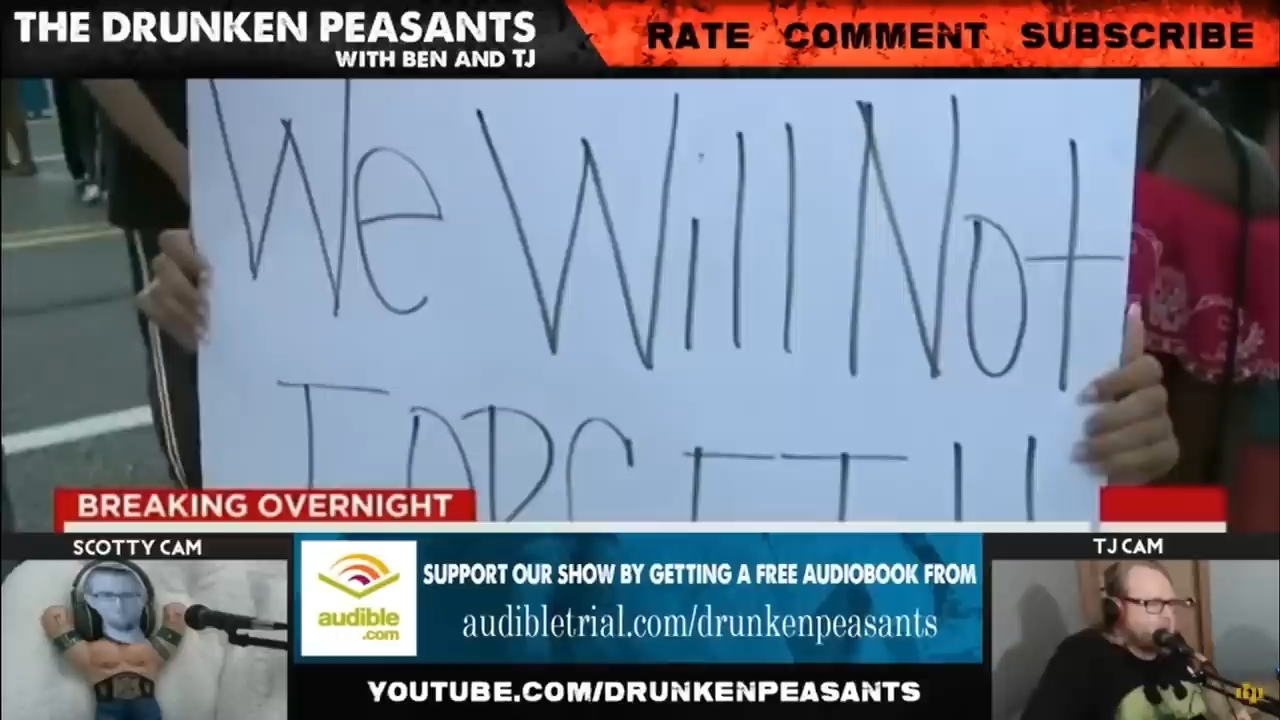 THE DRUNKEN PEASANTS
WITH BEN AND TJ
RATE COMMENT SUBSCRIBE
We Will Not
BREAKING OVERNIGHT
SCOTTY CAM
TJ CAM
audible
.com
SUPPORT OUR SHOW BY GETTING A FREE AUDIOBOOK FROM
audibletrial.com/drunkenpeasants
YOUTUBE.COM/DRUNKENPEASANTS